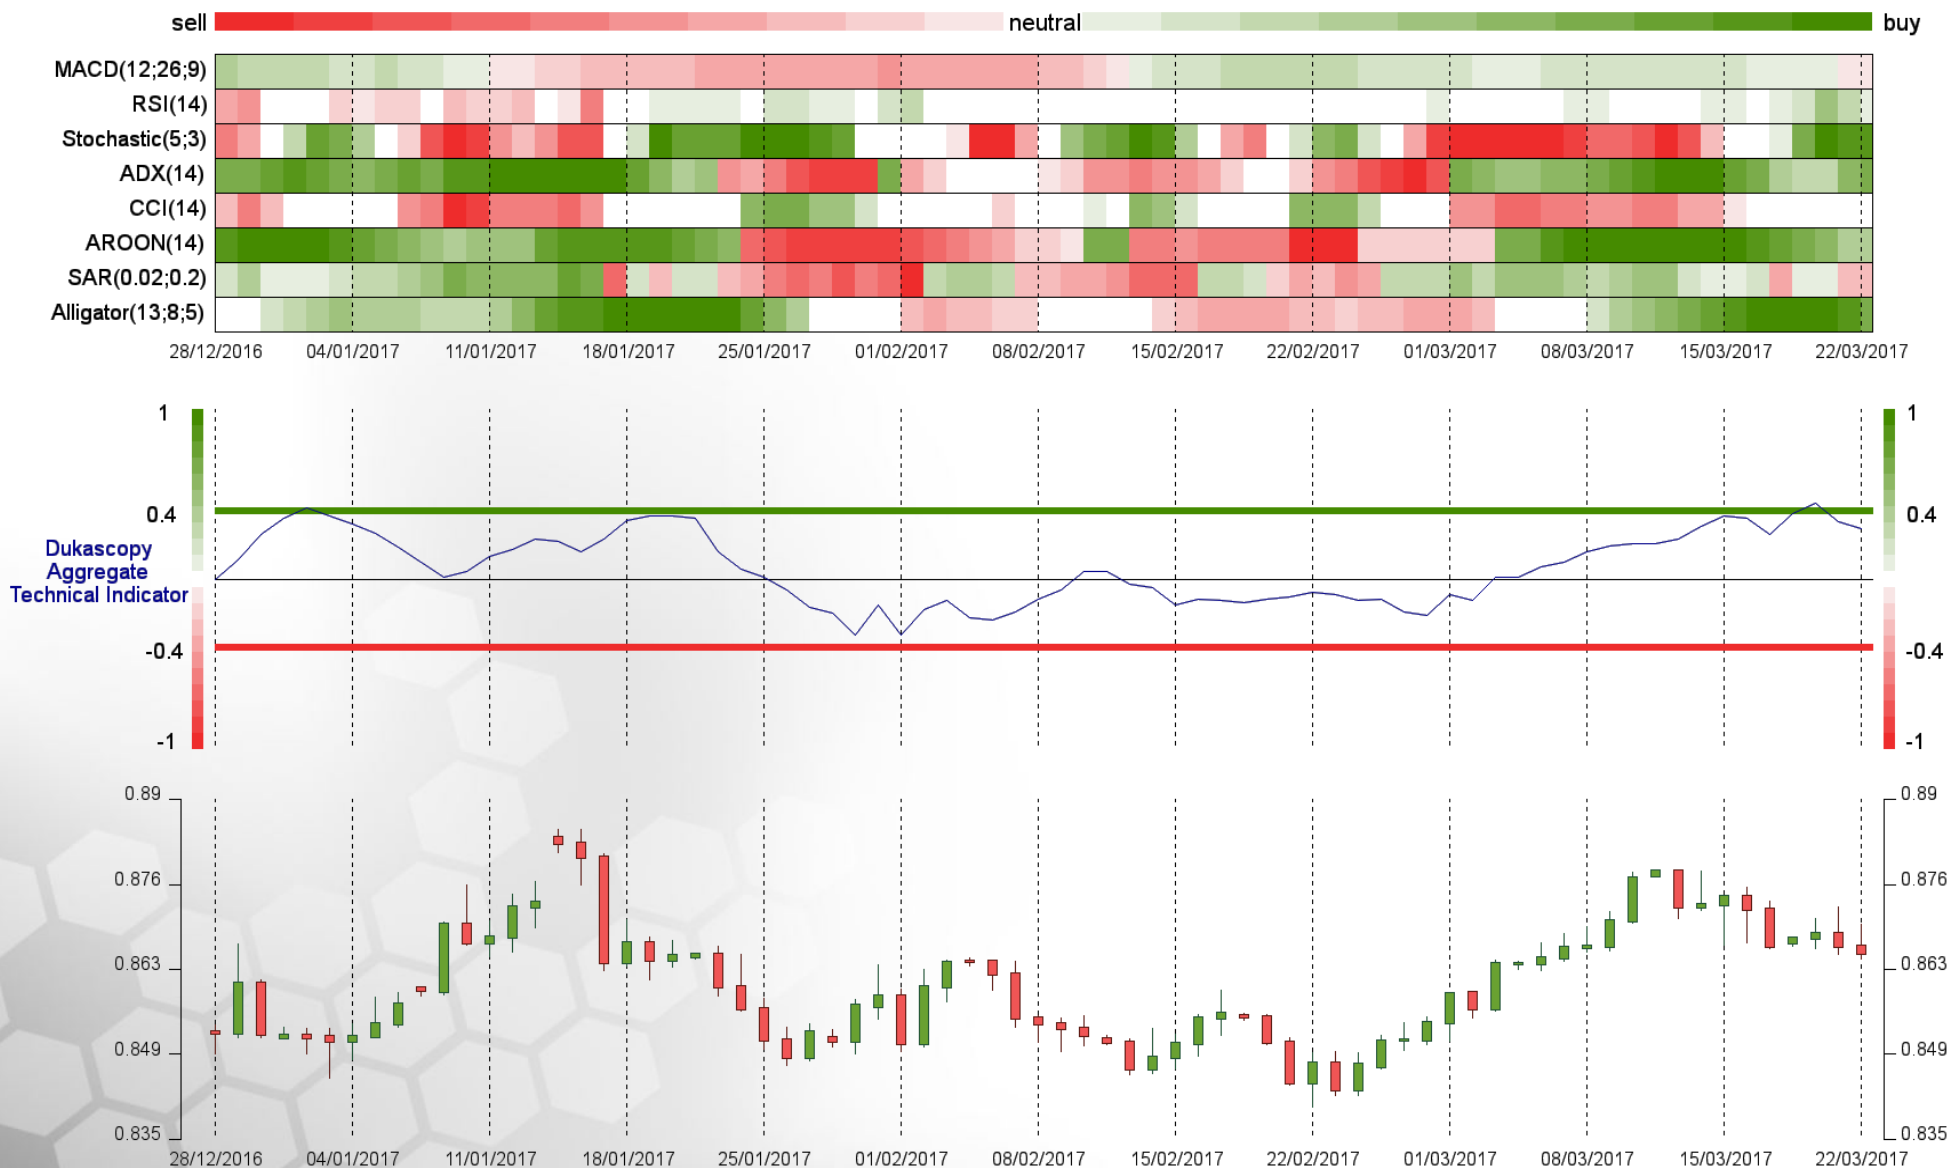 sell neutral buy
MACD(12;26;9)
RSI(14)
Stochastic(5;3)
ADX(14)
CCI(14)
AROON(14)
SAR(0.02;0.2)
Alligator(13;8;5)
28/12/2016 04/01/2017 11/01/2017 18/01/2017 25/01/2017 01/02/2017 08/02/2017 15/02/2017 22/02/2017 01/03/2017 08/03/2017 15/03/2017 22/03/2017
1 1
0.4 0.4
Dukascopy
Aggregate
Technical Indicator
-0.4 -0.4
-1 -1
0.89 0.89
0.876 0.876
0.863 0.863
0.849 0.849
0.835 0.835
28/12/2016 04/01/2017 11/01/2017 18/01/2017 25/01/2017 01/02/2017 08/02/2017 15/02/2017 22/02/2017 01/03/2017 08/03/2017 15/03/2017 22/03/2017